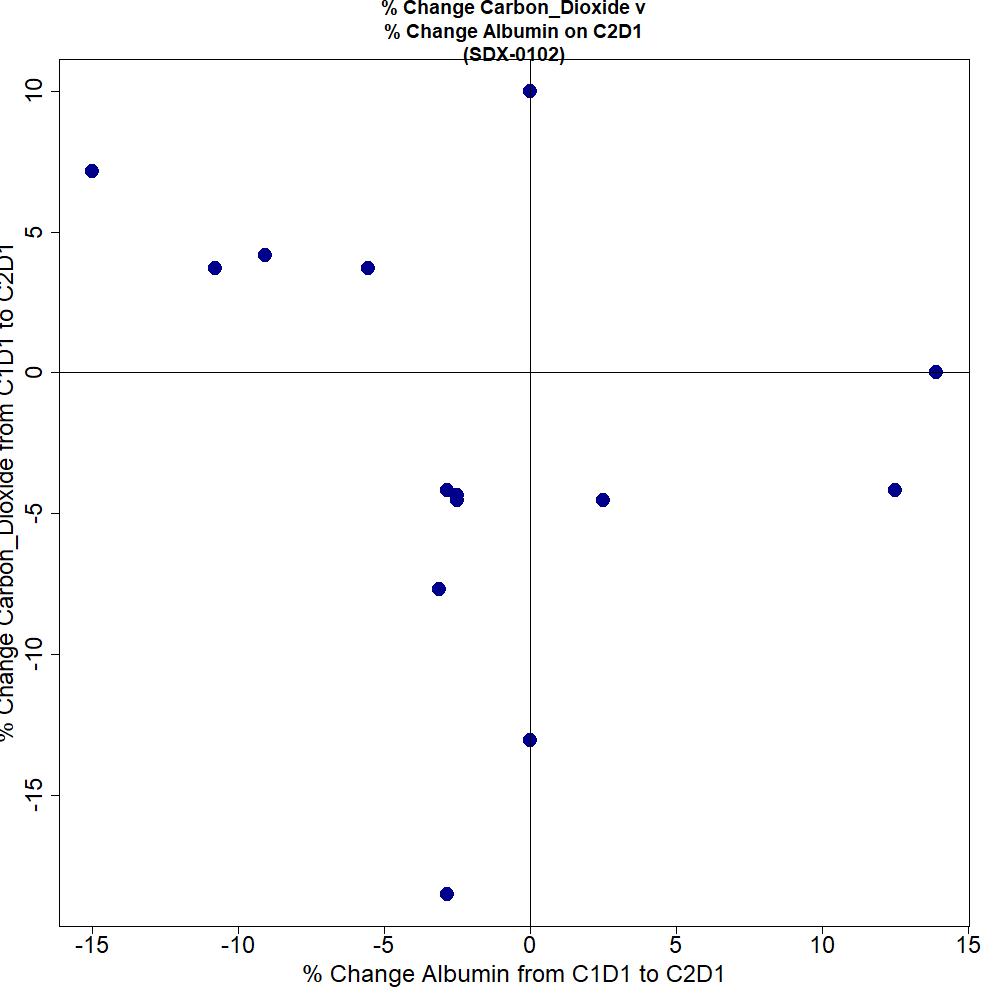 % Change Carbon_Dioxide v
% Change Albumin on C2D1
(SDX-0102)
% Change Carbon_Dioxide from C1D1 to C2D1
10
5
0
-5
-10
-15
-15
-10
-5
0
5
10
15
% Change Albumin from C1D1 to C2D1